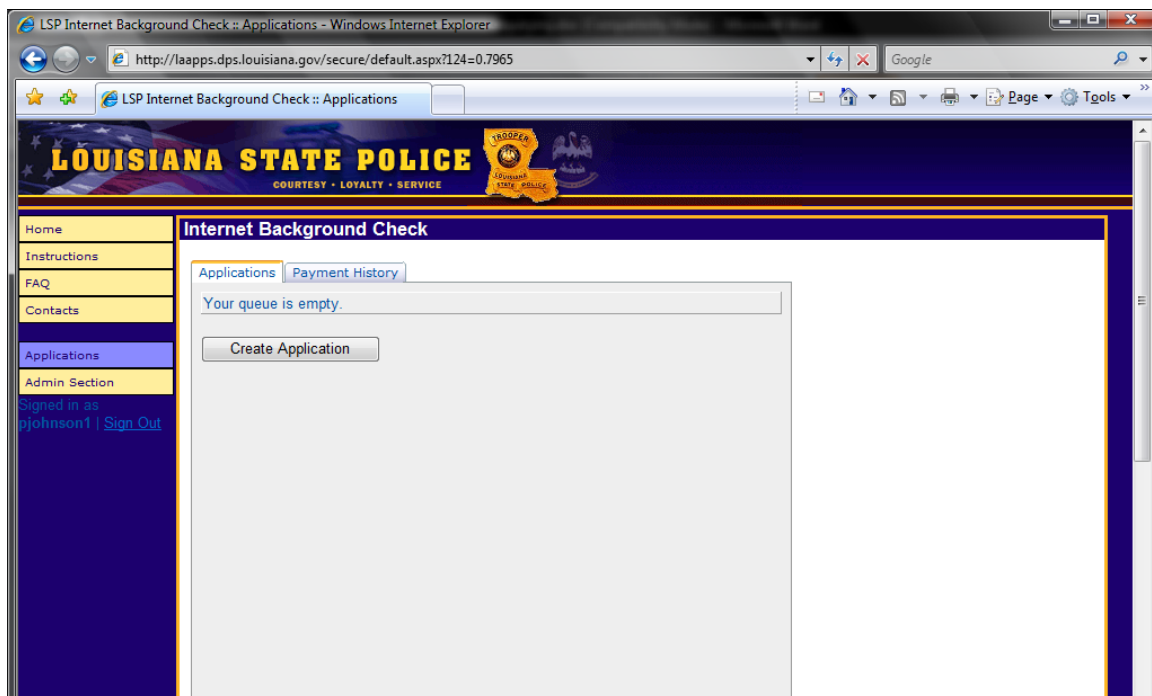 LSP Internet Background Check :: Applications - Windows Internet Explorer
http://laapps.dps.louisiana.gov/secure/default.aspx?124=0.7965
Google
LSP Internet Background Check :: Applications
Page
Tools
LOUISIANA STATE POLICE
COURTESY · LOYALTY · SERVICE
TROOPER
LOUISIANA
STATE POLICE
Home
Instructions
FAQ
Contacts
Applications
Admin Section
Signed in as
pjohnson1 | Sign Out
Internet Background Check
Applications
Payment History
Your queue is empty.
Create Application